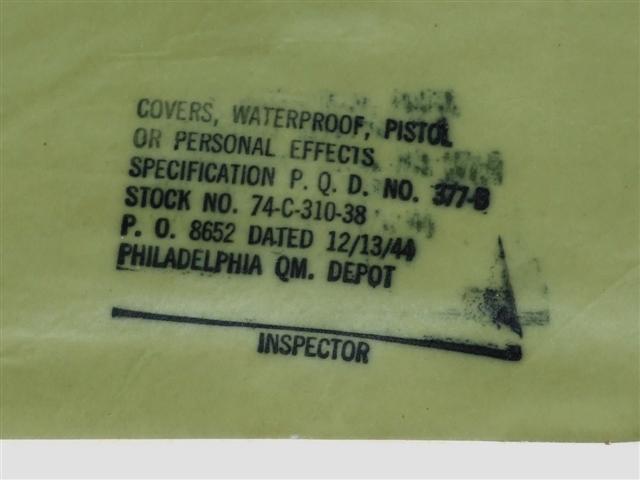 COVERS, WATERPROOF, PISTOL
OR PERSONAL EFFECTS
SPECIFICATION P. Q. D. NO. 377-B
STOCK NO. 74-C-310-38
P. O. 8652 DATED 12/13/44
PHILADELPHIA QM. DEPOT
INSPECTOR